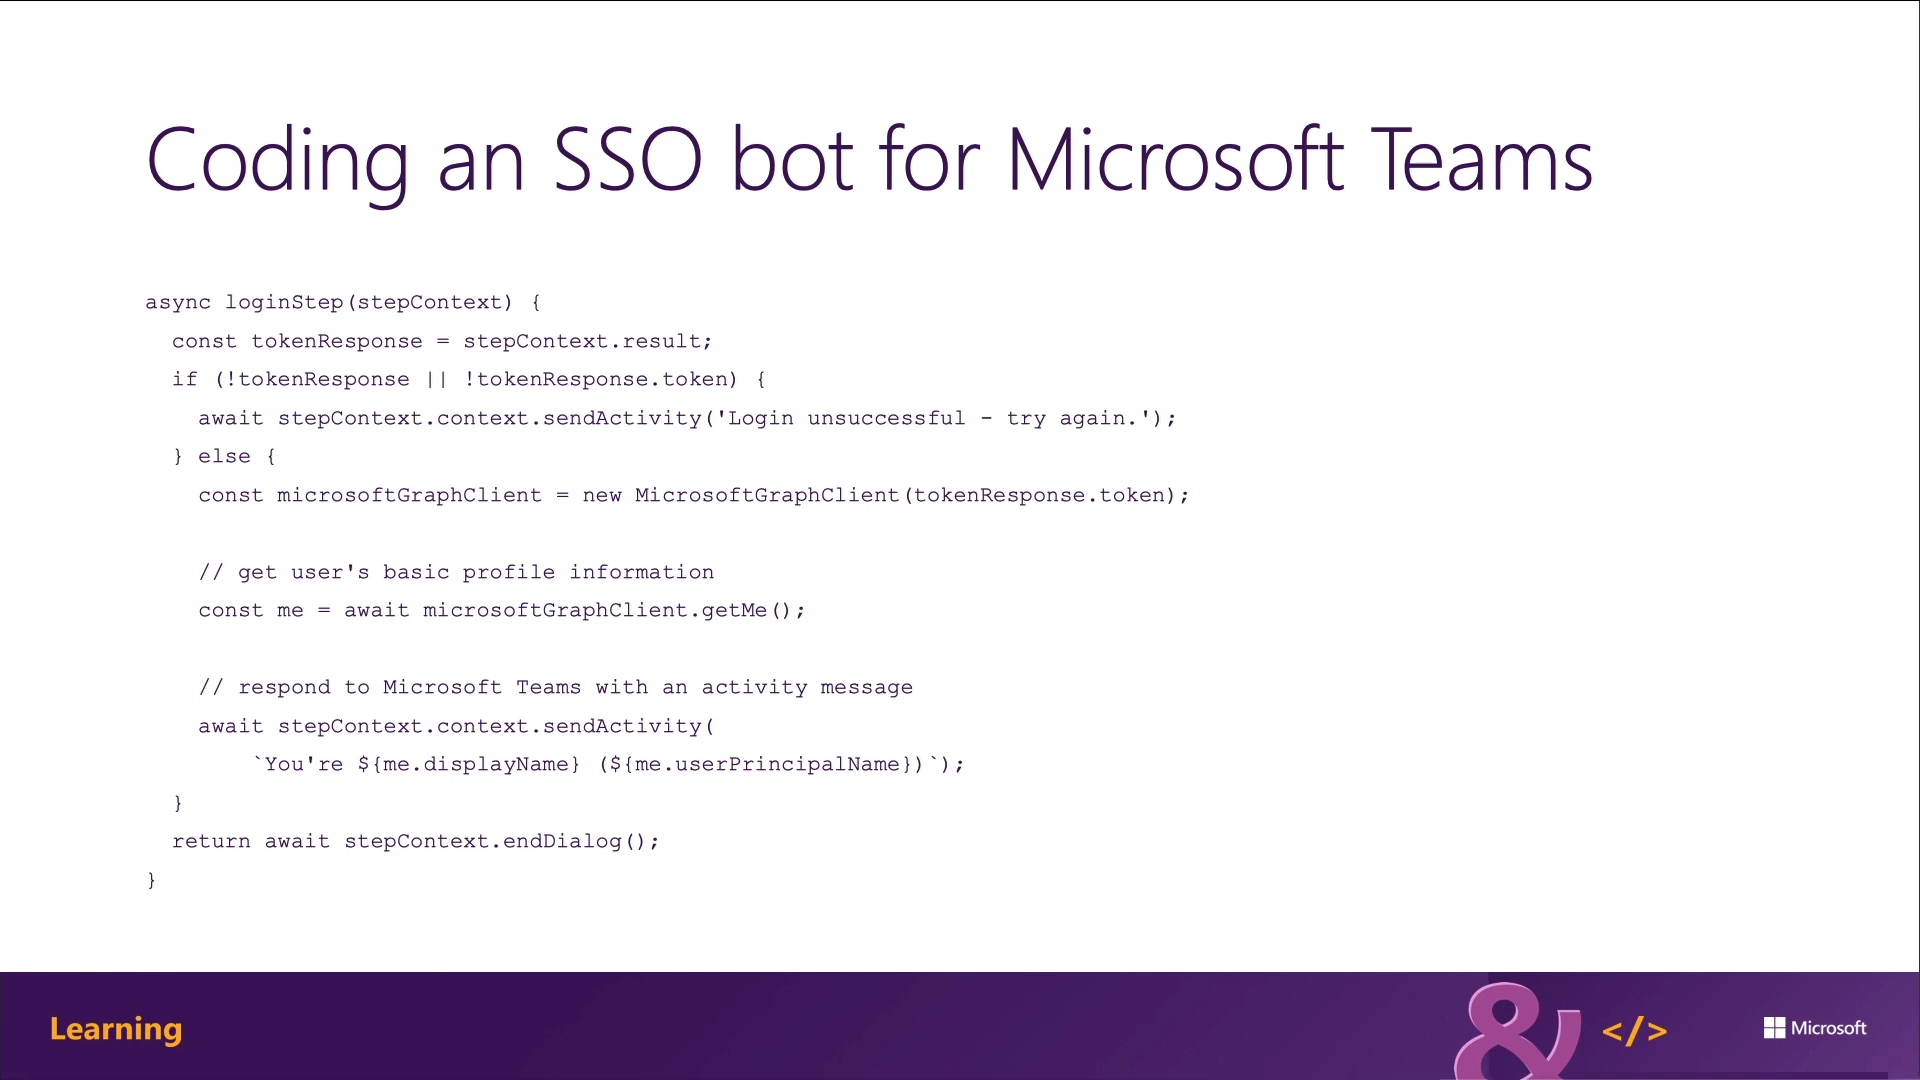 Coding an SSO bot for Microsoft Teams
async loginStep(stepContext) {
  const tokenResponse = stepContext.result;
  if (!tokenResponse || !tokenResponse.token) {
    await stepContext.context.sendActivity('Login unsuccessful - try again.');
  } else {
    const microsoftGraphClient = new MicrosoftGraphClient(tokenResponse.token);
    // get user's basic profile information
    const me = await microsoftGraphClient.getMe();
    // respond to Microsoft Teams with an activity message
    await stepContext.context.sendActivity(
        `You're ${me.displayName} (${me.userPrincipalName})`);
  }
  return await stepContext.endDialog();
}
Learning
& </>
Microsoft